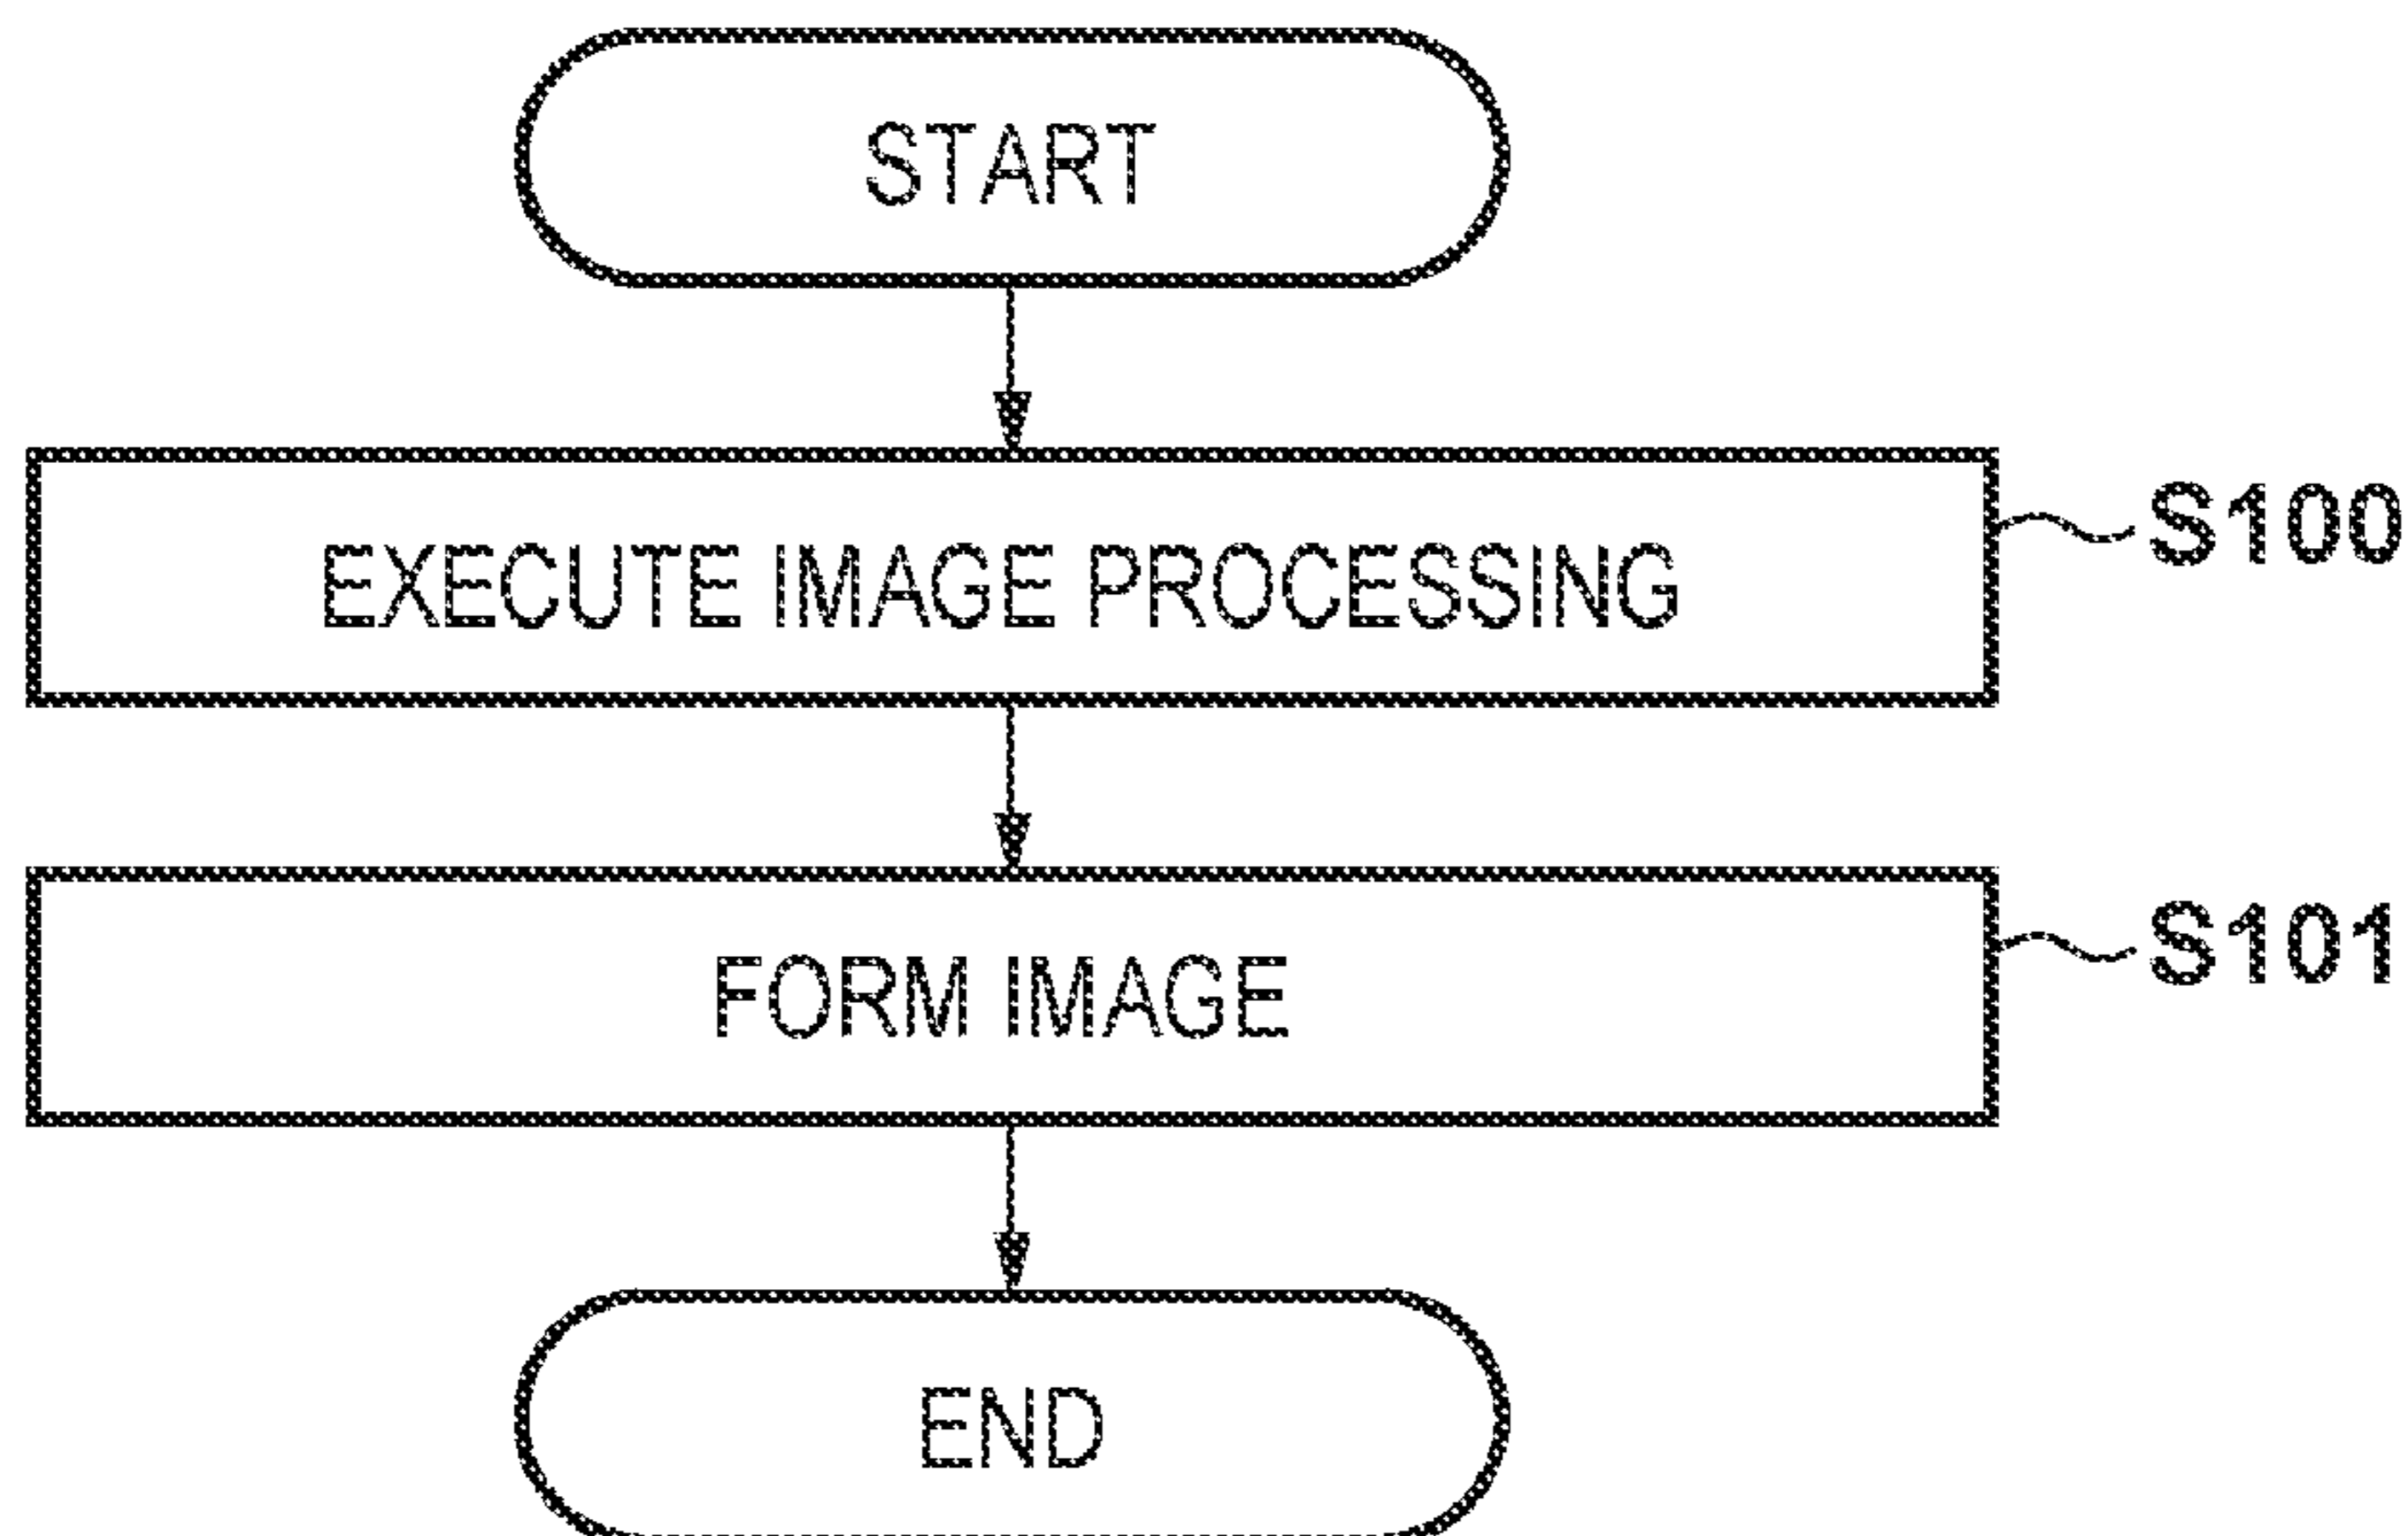 START
S100
EXECUTE IMAGE PROCESSING
S101
FORM IMAGE
END